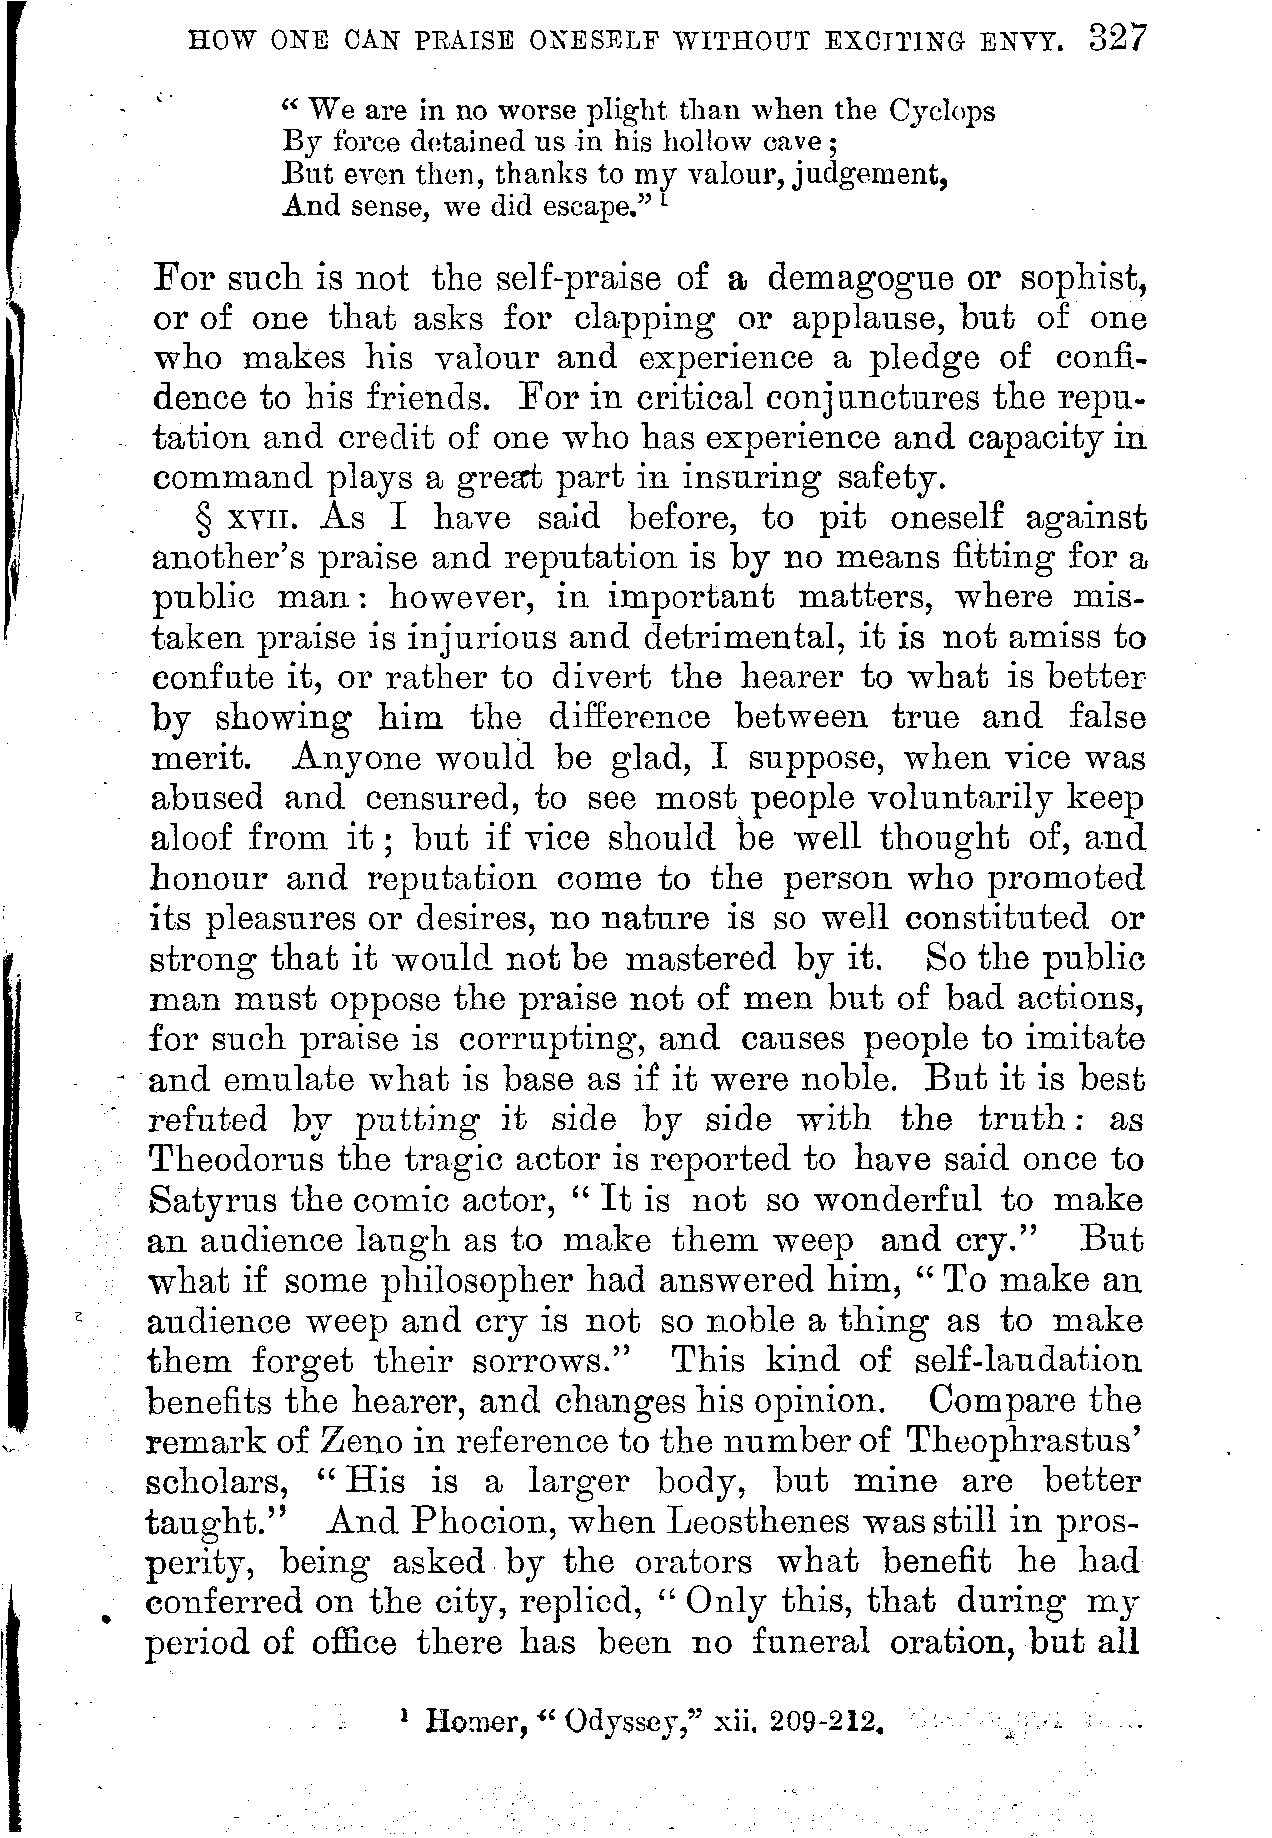 HOW ONE CAN PRAISE ONESELF WITHOUT EXCITING ENVY. 327
“ We are in no worse plight than when the Cyclops
By force detained us in his hollow cave ;
But even then, thanks to my valour, judgement,
And sense, we did escape.” 1
For such is not the self-praise of a demagogue or sophist,
or of one that asks for clapping or applause, but of one
who makes his valour and experience a pledge of confi-
dence to his friends. For in critical conjunctures the repu-
tation and credit of one who has experience and capacity in
command plays a great part in insuring safety.
§ XVII. As I have said before, to pit oneself against
another’s praise and reputation is by no means fitting for a
public man : however, in important matters, where mis-
taken praise is injurious and detrimental, it is not amiss to
confute it, or rather to divert the hearer to what is better
by showing him the difference between true and false
merit. Anyone would be glad, I suppose, when vice was
abused and censured, to see most people voluntarily keep
aloof from it ; but if vice should be well thought of, and
honour and reputation come to the person who promoted
its pleasures or desires, no nature is so well constituted or
strong that it would not be mastered by it. So the public
man must oppose the praise not of men but of bad actions,
for such praise is corrupting, and causes people to imitate
and emulate what is base as if it were noble. But it is best
refuted by putting it side by side with the truth : as
Theodorus the tragic actor is reported to have said once to
Satyrus the comic actor, “ It is not so wonderful to make
an audience laugh as to make them weep and cry.” But
what if some philosopher had answered him, “ To make an
audience weep and cry is not so noble a thing as to make
them forget their sorrows.” This kind of self-laudation
benefits the hearer, and changes his opinion. Compare the
remark of Zeno in reference to the number of Theophrastus’
scholars, “ His is a larger body, but mine are better
taught.” And Phocion, when Leosthenes was still in pros-
perity, being asked by the orators what benefit he had
conferred on the city, replied, “ Only this, that during my
period of office there has been no funeral oration, but all
1 Homer, “ Odyssey,” xii. 209-212.